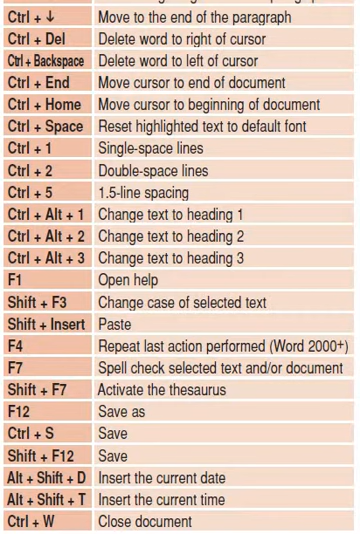 Ctrl + ↓ Move to the end of the paragraph
Ctrl + Del Delete word to right of cursor
Ctrl + Backspace Delete word to left of cursor
Ctrl + End Move cursor to end of document
Ctrl + Home Move cursor to beginning of document
Ctrl + Space Reset highlighted text to default font
Ctrl + 1 Single-space lines
Ctrl + 2 Double-space lines
Ctrl + 5 1.5-line spacing
Ctrl + Alt + 1 Change text to heading 1
Ctrl + Alt + 2 Change text to heading 2
Ctrl + Alt + 3 Change text to heading 3
F1 Open help
Shift + F3 Change case of selected text
Shift + Insert Paste
F4 Repeat last action performed (Word 2000+)
F7 Spell check selected text and/or document
Shift + F7 Activate the thesaurus
F12 Save as
Ctrl + S Save
Shift + F12 Save
Alt + Shift + D Insert the current date
Alt + Shift + T Insert the current time
Ctrl + W Close document